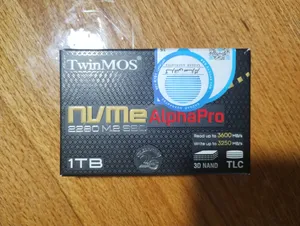 TwinMOS®
nvme AlphaPro
2280 M.2 SSD
Read up to 3600 MB/s
Write up to 3250 MB/s
1TB
3D NAND
TLC